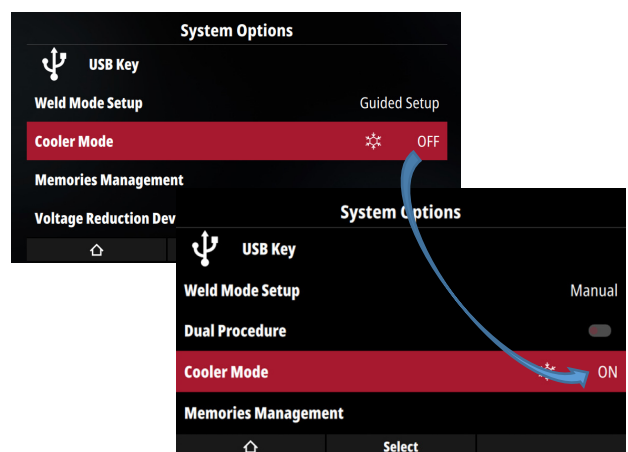 System Options
USB Key
Weld Mode Setup Guided Setup
Cooler Mode OFF
Memories Management
Voltage Reduction Dev
System Options
USB Key
Weld Mode Setup Manual
Dual Procedure
Cooler Mode ON
Memories Management
Select